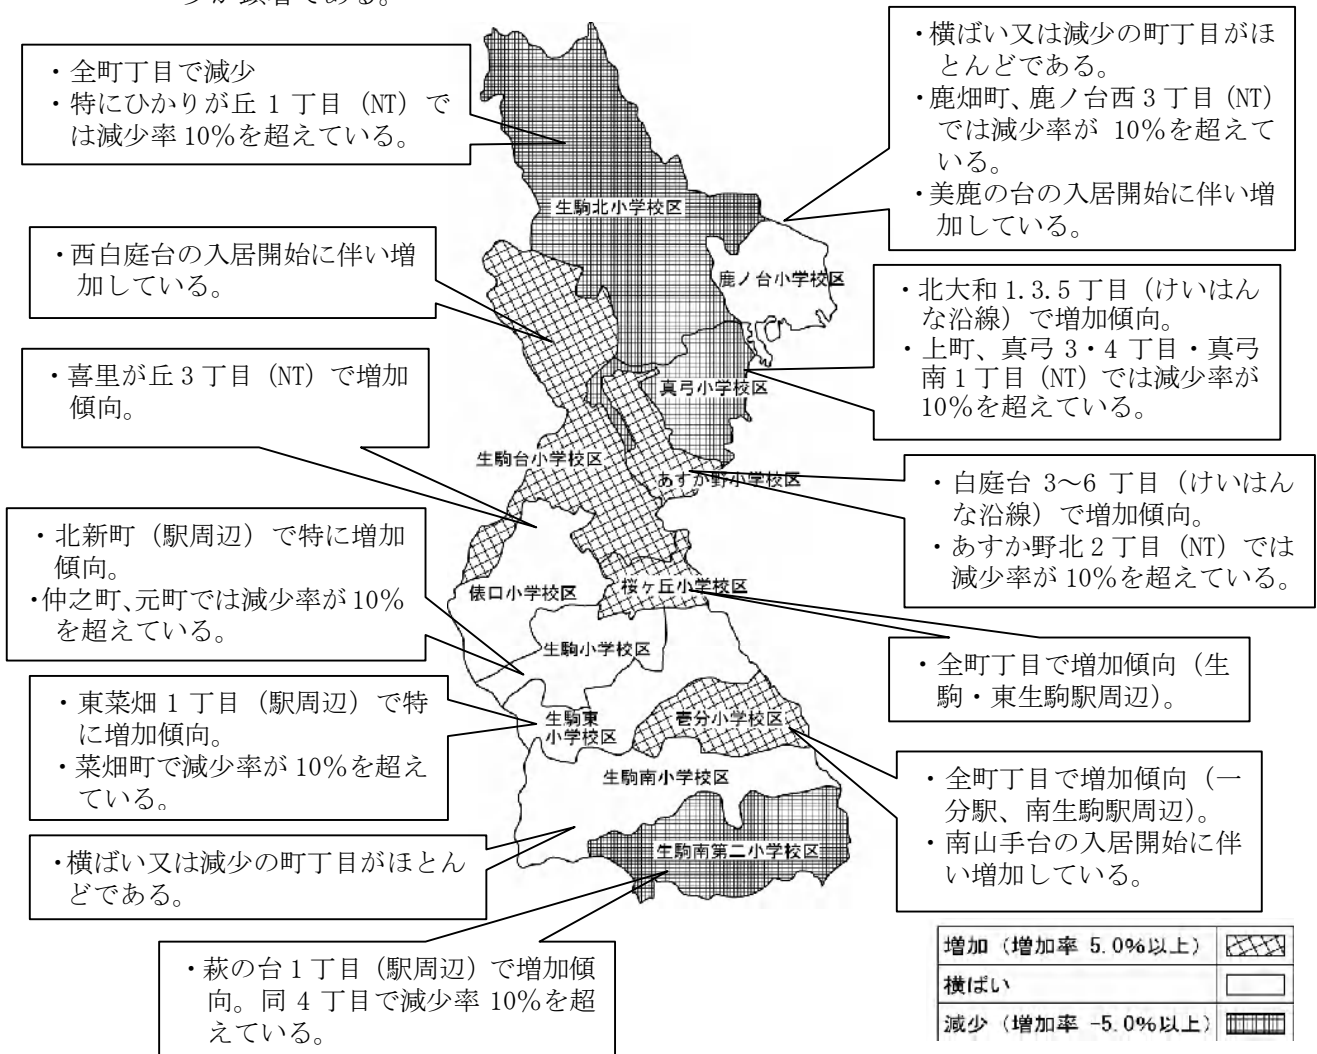 少が顕著である。
・全町丁目で減少
・特にひかりが丘 1 丁目（NT）で
は減少率 10％を超えている。
・西白庭台の入居開始に伴い増
加している。
・喜里が丘 3 丁目（NT）で増加
傾向。
・北新町（駅周辺）で特に増加
傾向。
・仲之町、元町では減少率が 10％
を超えている。
・東菜畑 1 丁目（駅周辺）で特
に増加傾向。
・菜畑町で減少率が 10％を超え
ている。
・横ばい又は減少の町丁目がほとん
どである。
・萩の台 1 丁目（駅周辺）で増加傾
向。同 4 丁目で減少率 10％を超
えている。
生駒北小学校区
鹿ノ台小学校区
真弓小学校区
生駒台小学校区
あすか野小学校区
俵口小学校区
桜ヶ丘小学校区
生駒小学校区
生駒東
小学校区
壱分小学校区
生駒南小学校区
生駒南第二小学校区
・横ばい又は減少の町丁目がほ
とんどである。
・鹿畑町、鹿ノ台西 3 丁目（NT）
では減少率が 10％を超えて
いる。
・美鹿の台の入居開始に伴い増
加している。
・北大和 1.3.5 丁目（けいはん
な沿線）で増加傾向。
・上町、真弓 3・4 丁目・真弓
南 1 丁目（NT）では減少率が
10％を超えている。
・白庭台 3～6 丁目（けいはん
な沿線）で増加傾向。
・あすか野北 2 丁目（NT）では
減少率が 10％を超えている。
・全町丁目で増加傾向（生
駒・東生駒駅周辺）。
・全町丁目で増加傾向（一
分駅、南生駒駅周辺）。
・南山手台の入居開始に伴
い増加している。
増加（増加率 5.0％以上）
横ばい
減少（増加率 -5.0％以上）